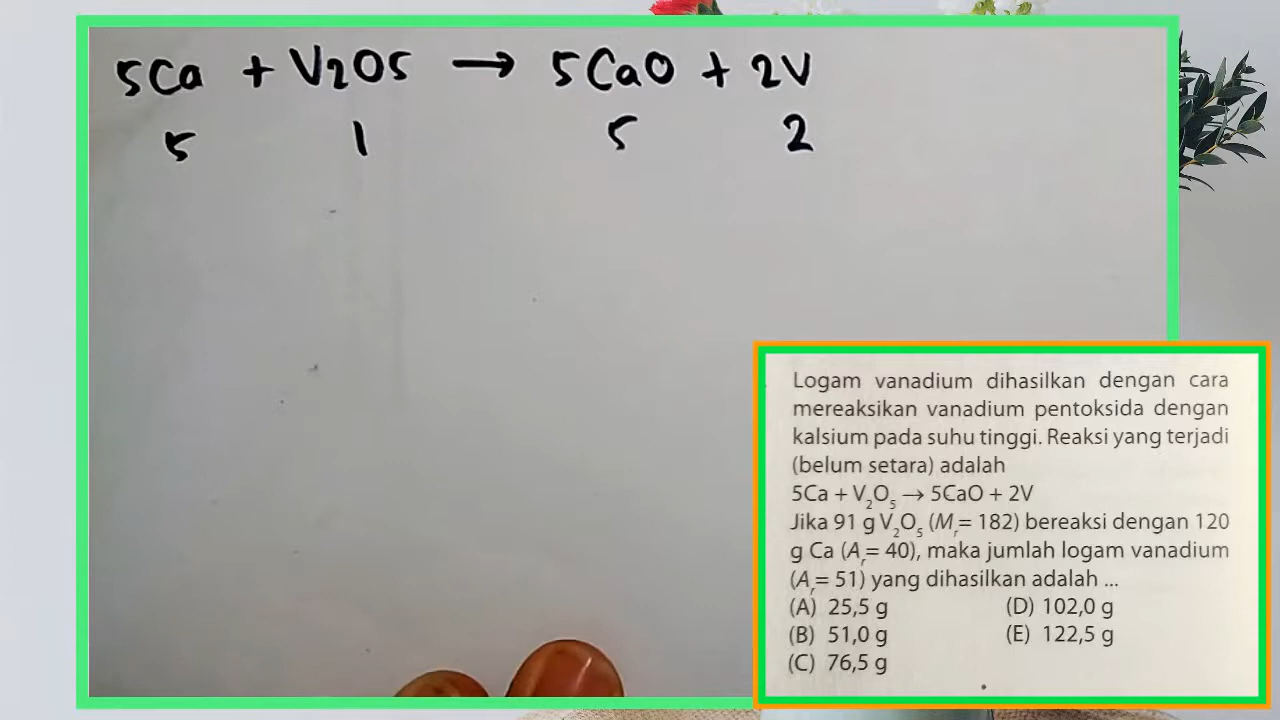 5Ca + V2O5 → 5CaO + 2V
5 1 5 2
Logam vanadium dihasilkan dengan cara
mereaksikan vanadium pentoksida dengan
kalsium pada suhu tinggi. Reaksi yang terjadi
(belum setara) adalah
5Ca + V₂O₅ → 5CaO + 2V
Jika 91 g V₂O₅ (Mᵣ = 182) bereaksi dengan 120
g Ca (Aᵣ = 40), maka jumlah logam vanadium
(Aᵣ = 51) yang dihasilkan adalah ...
(A) 25,5 g (D) 102,0 g
(B) 51,0 g (E) 122,5 g
(C) 76,5 g